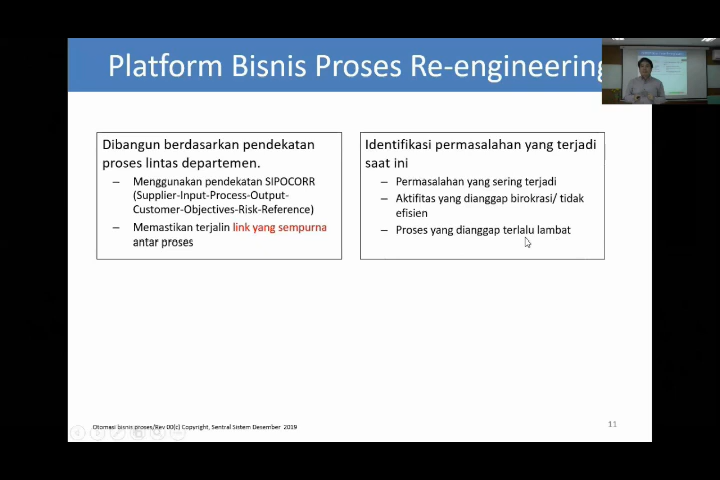 Platform Bisnis Proses Re-engineering
Dibangun berdasarkan pendekatan
proses lintas departemen.
– Menggunakan pendekatan SIPOCORR
(Supplier-Input-Process-Output-
Customer-Objectives-Risk-Reference)
– Memastikan terjalin link yang sempurna
antar proses
Identifikasi permasalahan yang terjadi
saat ini
– Permasalahan yang sering terjadi
– Aktifitas yang dianggap birokrasi/ tidak
efisien
– Proses yang dianggap terlalu lambat
Otomasi bisnis proses/Rev 00(c) Copyright, Sentral Sistem Desember 2019
11